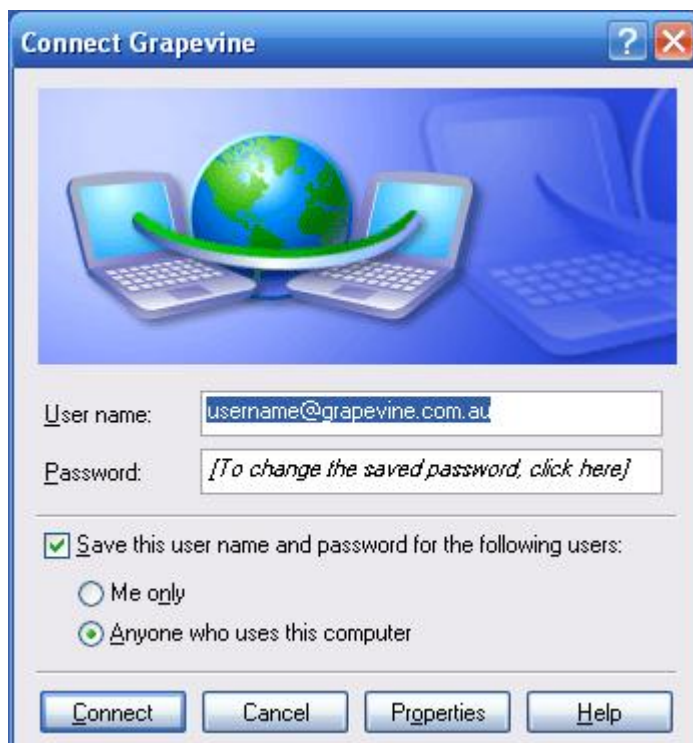 Connect Grapevine
User name: username@grapevine.com.au
Password: [To change the saved password, click here]
Save this user name and password for the following users:
Me only
Anyone who uses this computer
Connect Cancel Properties Help